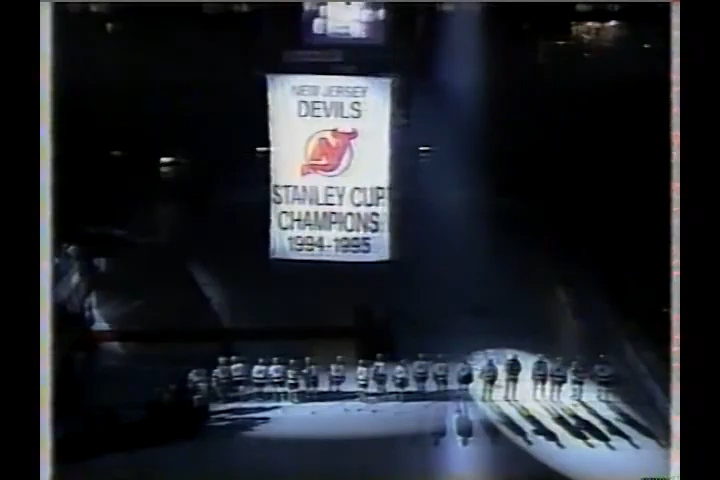 NEW JERSEY
DEVILS
STANLEY CUP
CHAMPIONS
1994-1995